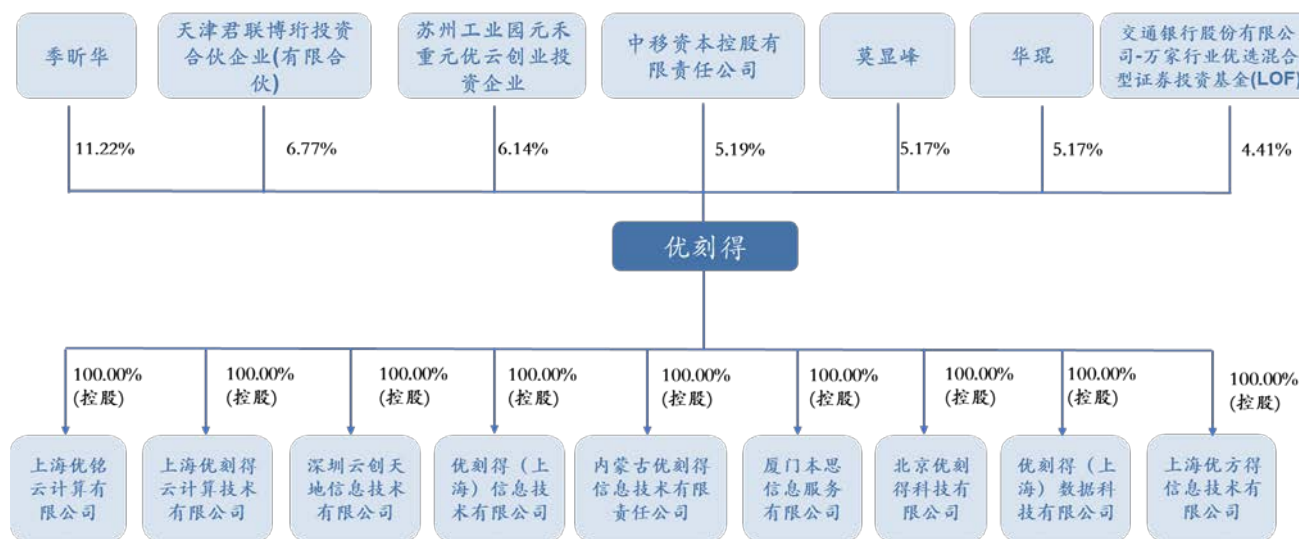 季昕华
天津君联博珩投资
合伙企业(有限合
伙)
苏州工业园元禾
重元优云创业投
资企业
中移资本控股有
限责任公司
莫显峰
华琨
交通银行股份有限公
司-万家行业优选混合
型证券投资基金(LOF)
11.22%
6.77%
6.14%
5.19%
5.17%
5.17%
4.41%
优刻得
100.00%
(控股)
100.00%
(控股)
100.00%
(控股)
100.00%
(控股)
100.00%
(控股)
100.00%
(控股)
100.00%
(控股)
100.00%
(控股)
100.00%
(控股)
上海优铭
云计算有
限公司
上海优刻得
云计算技术
有限公司
深圳云创天
地信息技术
有限公司
优刻得（上
海）信息技
术有限公司
内蒙古优刻得
信息技术有限
责任公司
厦门本思
信息服务
有限公司
北京优刻
得科技有
限公司
优刻得（上
海）数据科
技有限公司
上海优方得
信息技术有
限公司